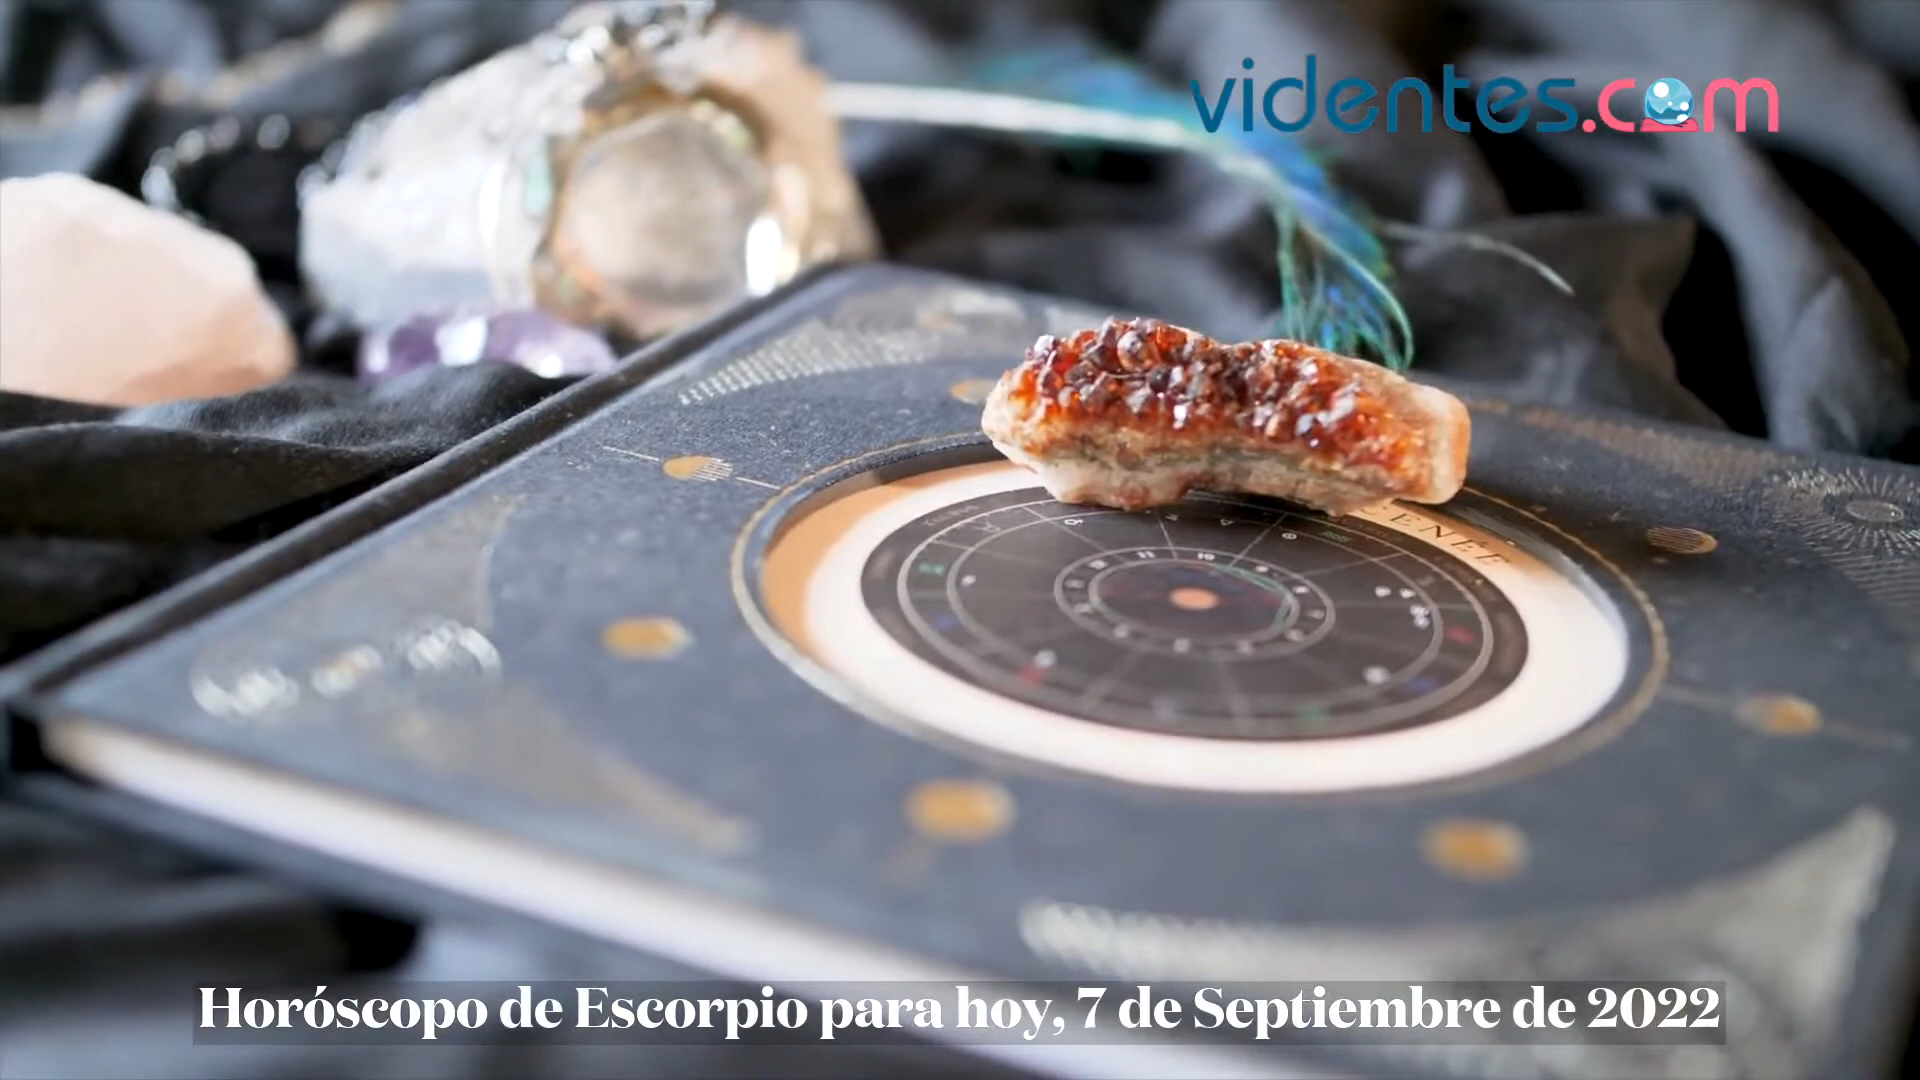 videntes.com
Horóscopo de Escorpio para hoy, 7 de Septiembre de 2022